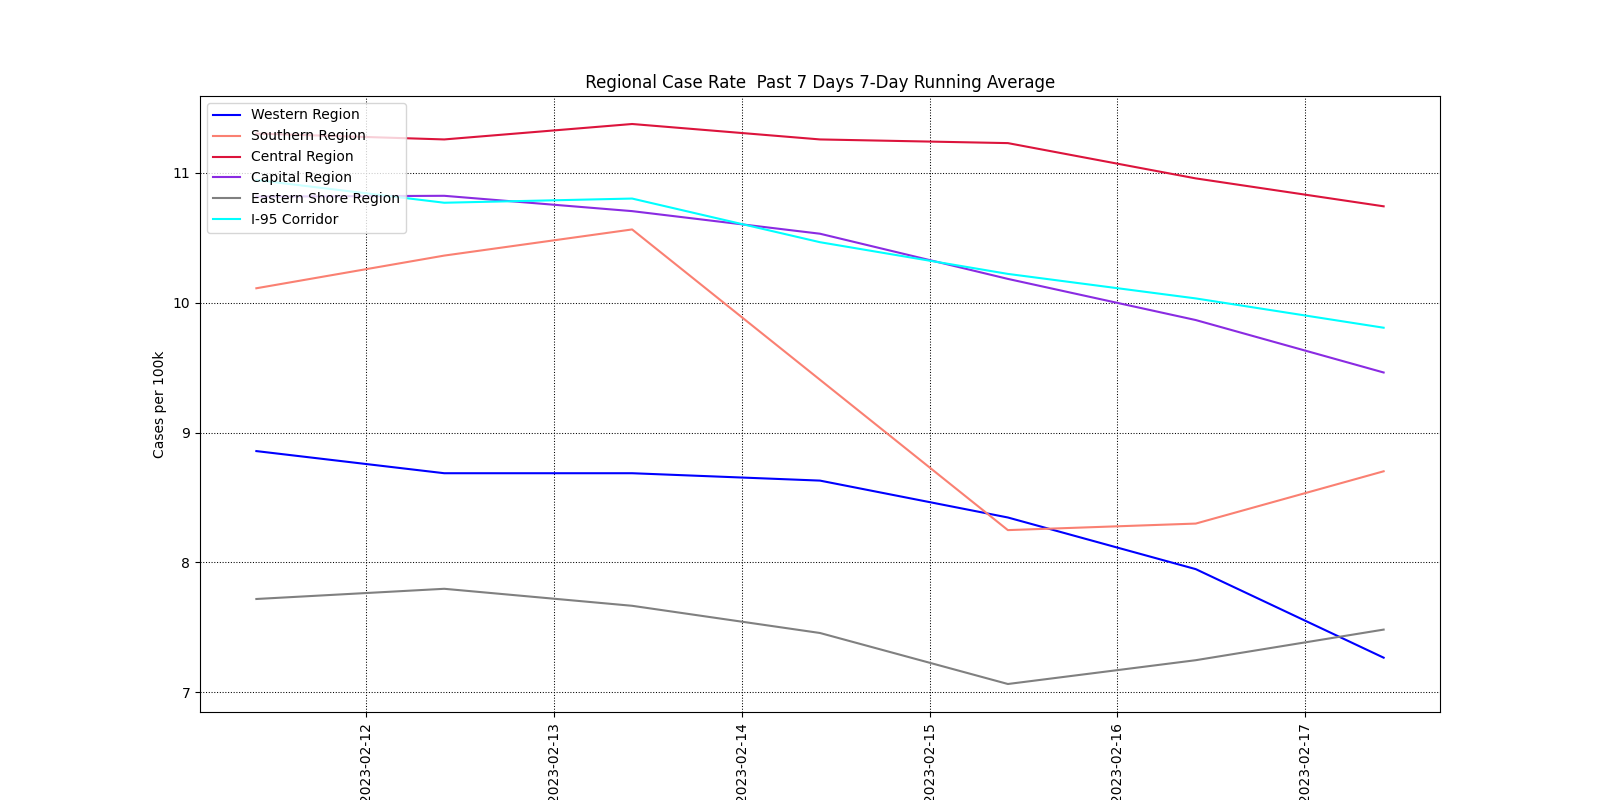 Regional Case Rate  Past 7 Days 7-Day Running Average
Western Region
Southern Region
Central Region
Capital Region
Eastern Shore Region
I-95 Corridor
Cases per 100k
11
10
9
8
7
2023-02-12
2023-02-13
2023-02-14
2023-02-15
2023-02-16
2023-02-17